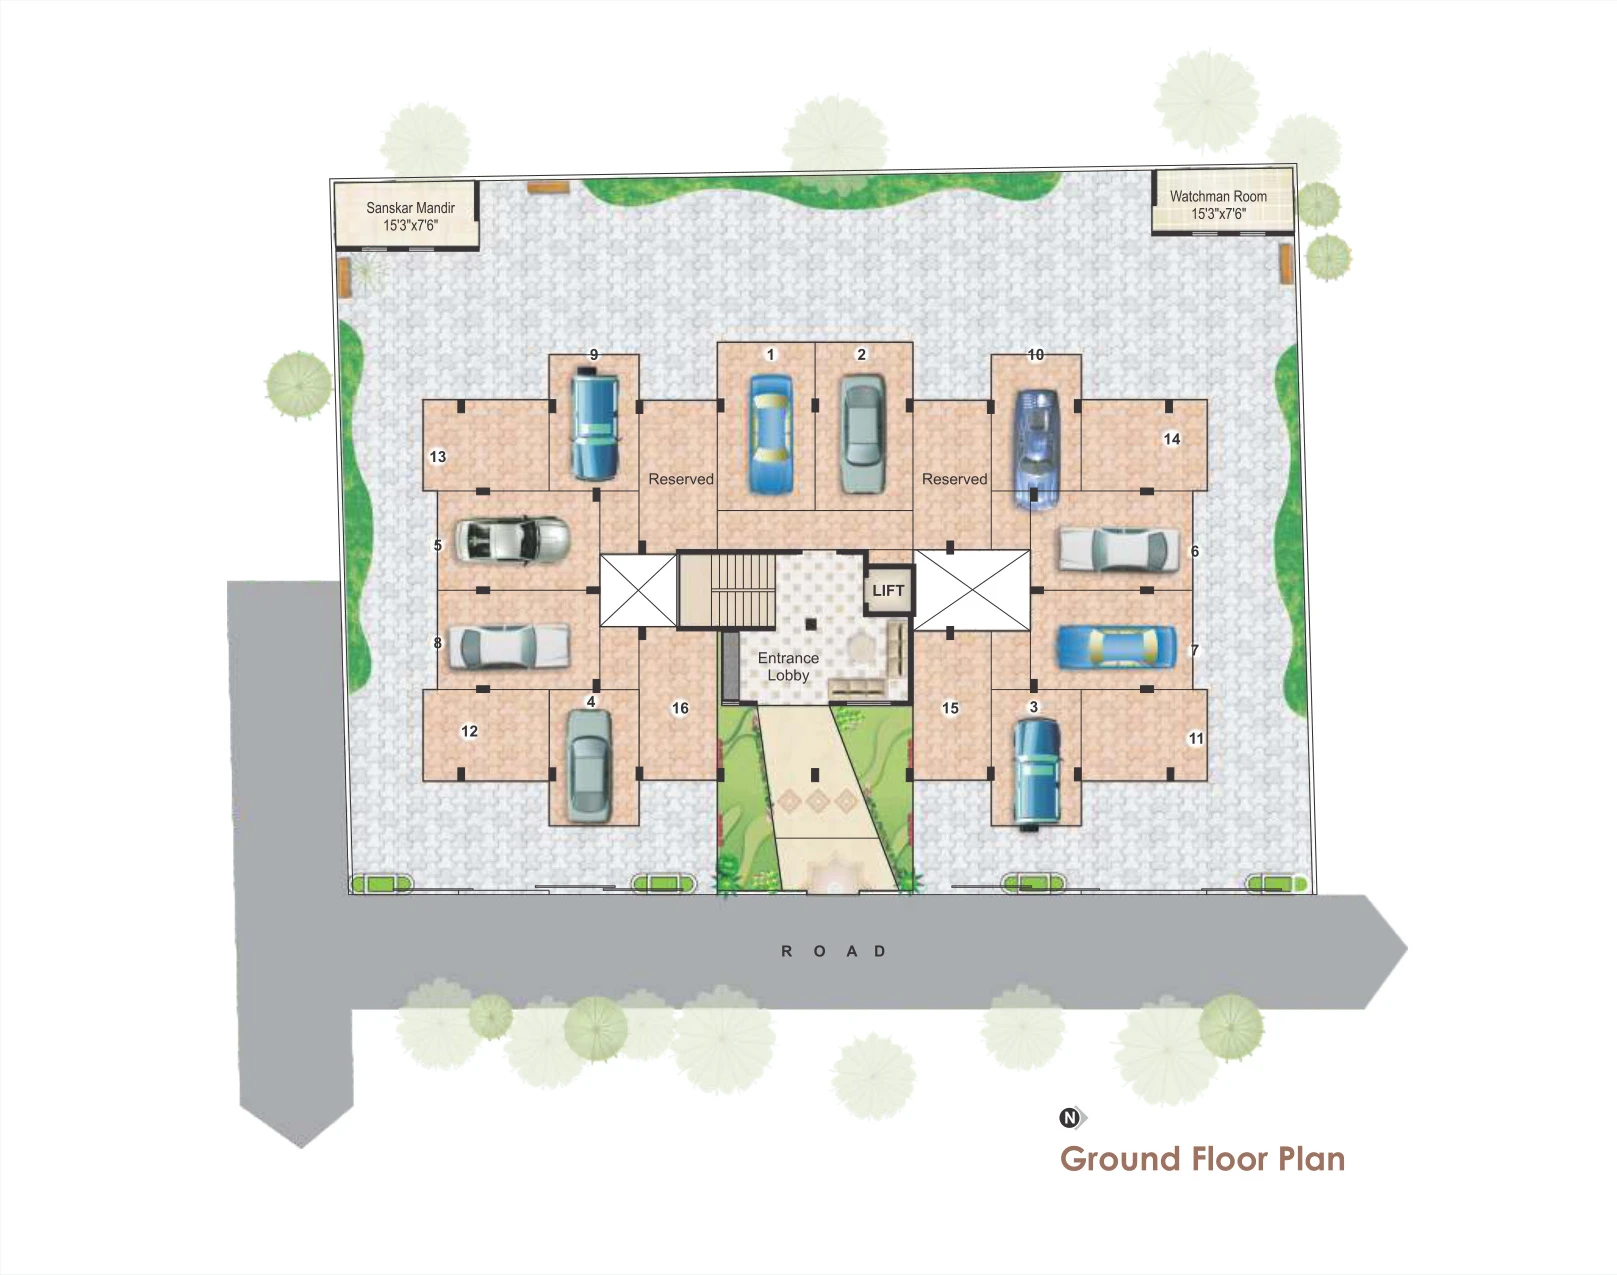 Sanskar Mandir
15'3"x7'6"
Watchman Room
15'3"x7'6"
9
1
2
10
13
14
Reserved
Reserved
5
6
LIFT
8
7
Entrance
Lobby
4
16
15
3
12
11
R O A D
N
Ground Floor Plan